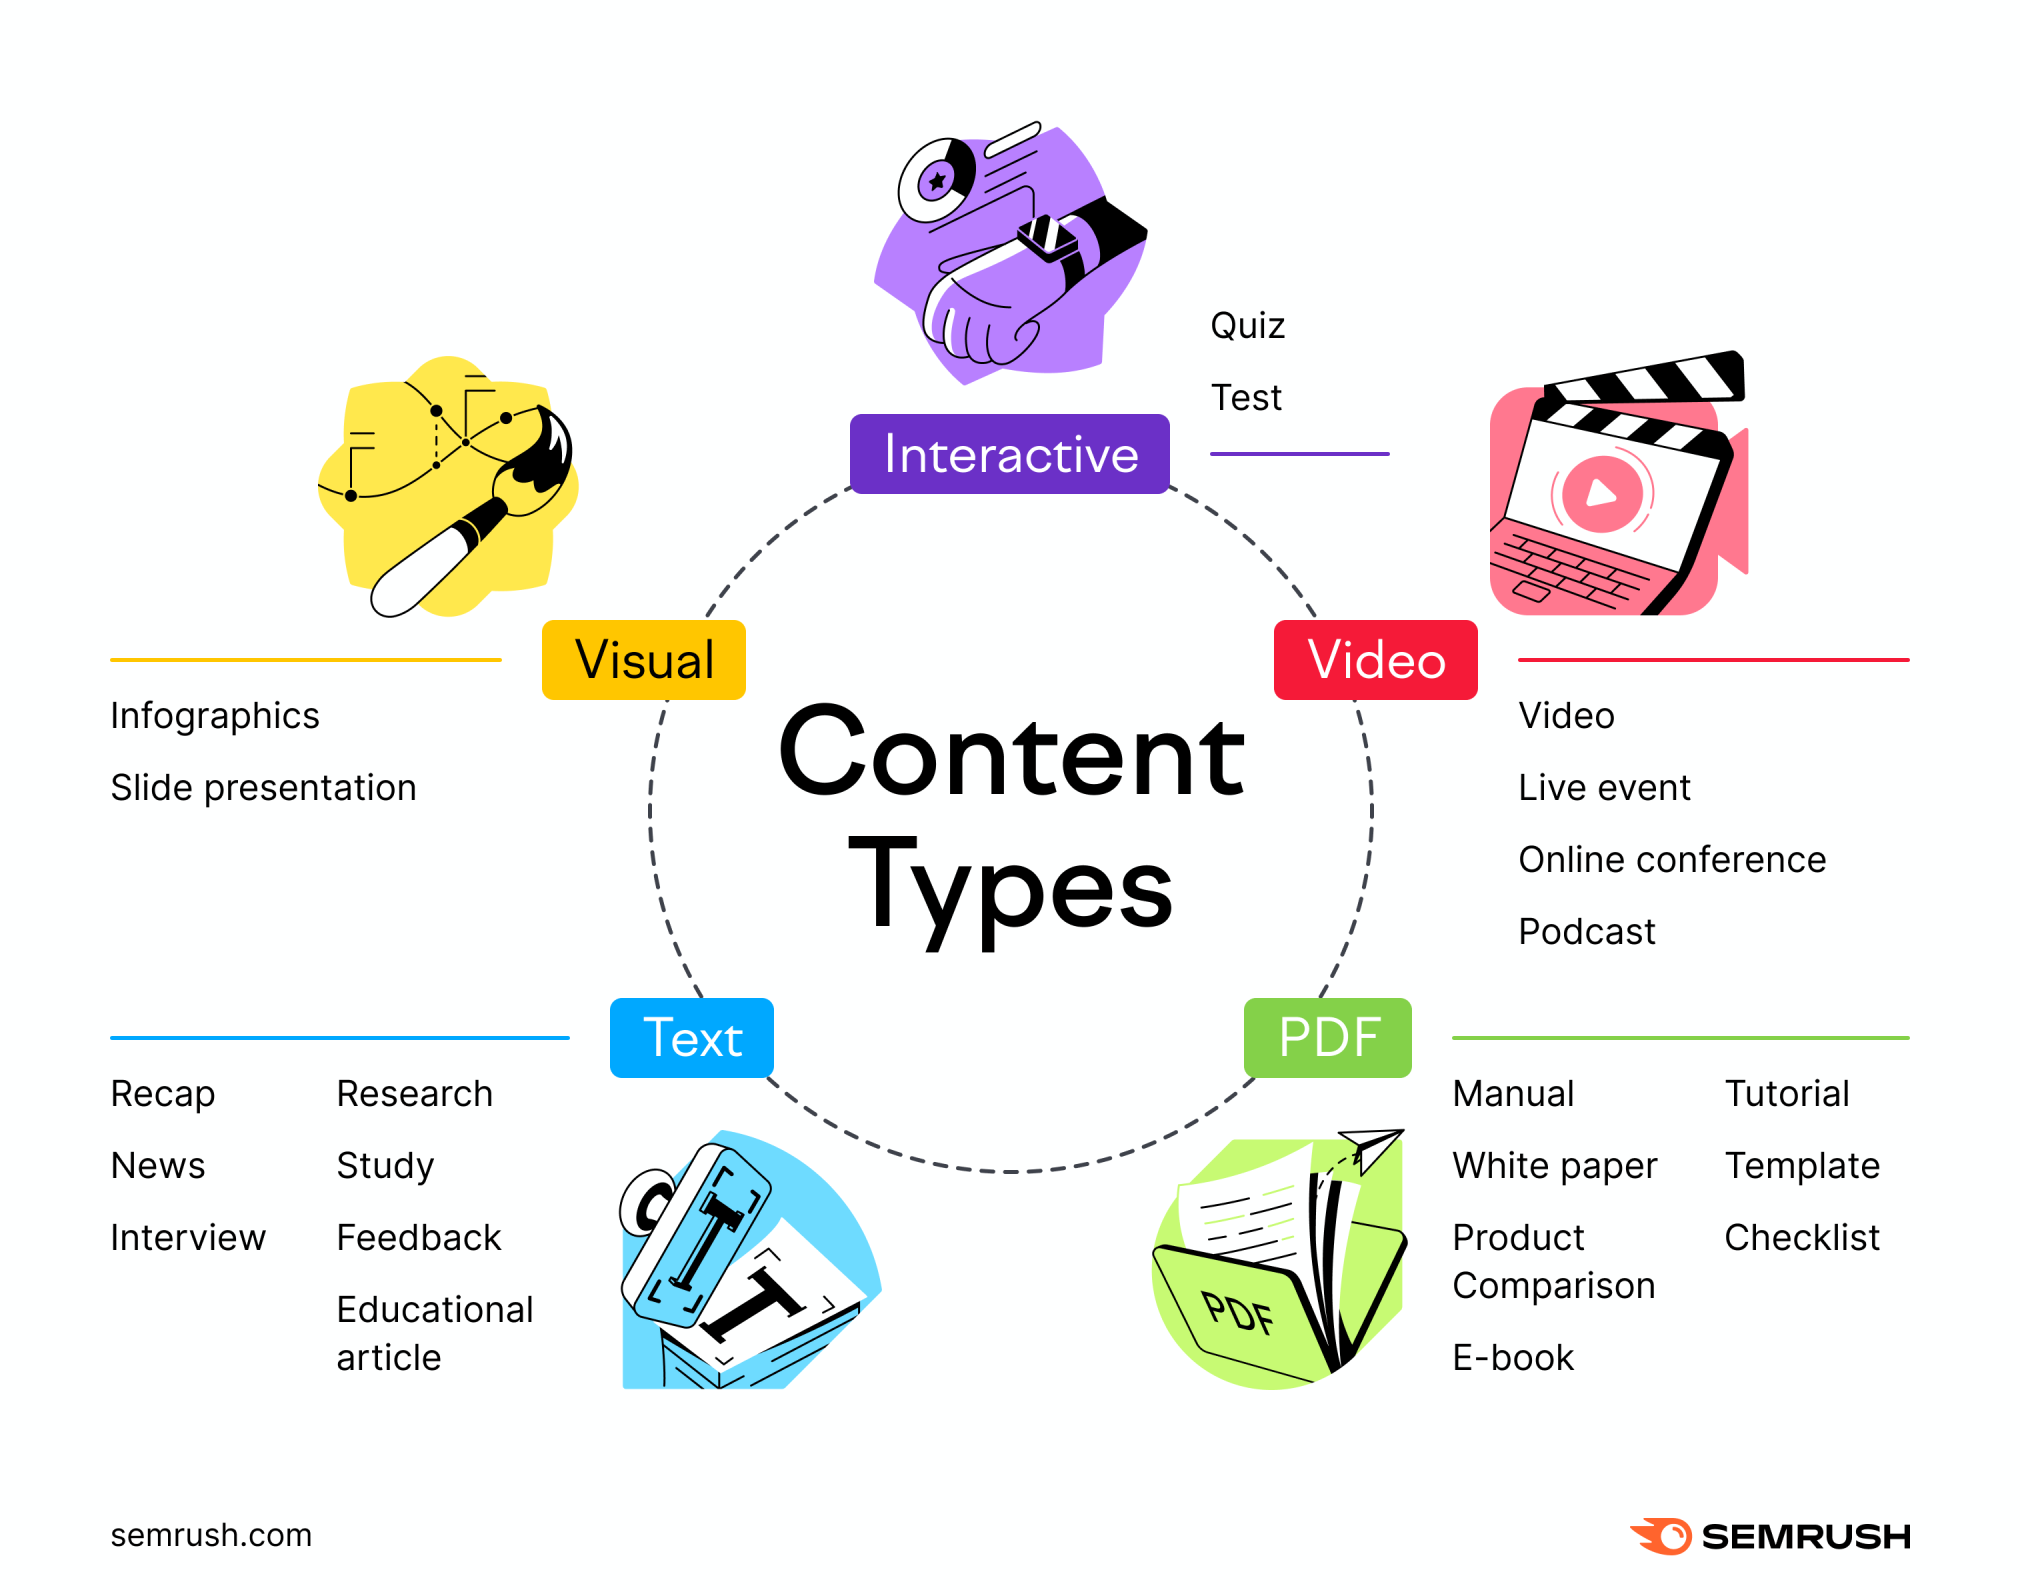 Interactive
Quiz
Test
Visual
Infographics
Slide presentation
Video
Video
Live event
Online conference
Podcast
Content
Types
Text
Recap
News
Interview
Research
Study
Feedback
Educational
article
PDF
Manual
White paper
Product
Comparison
E-book
Tutorial
Template
Checklist
PDF
semrush.com
SEMRUSH